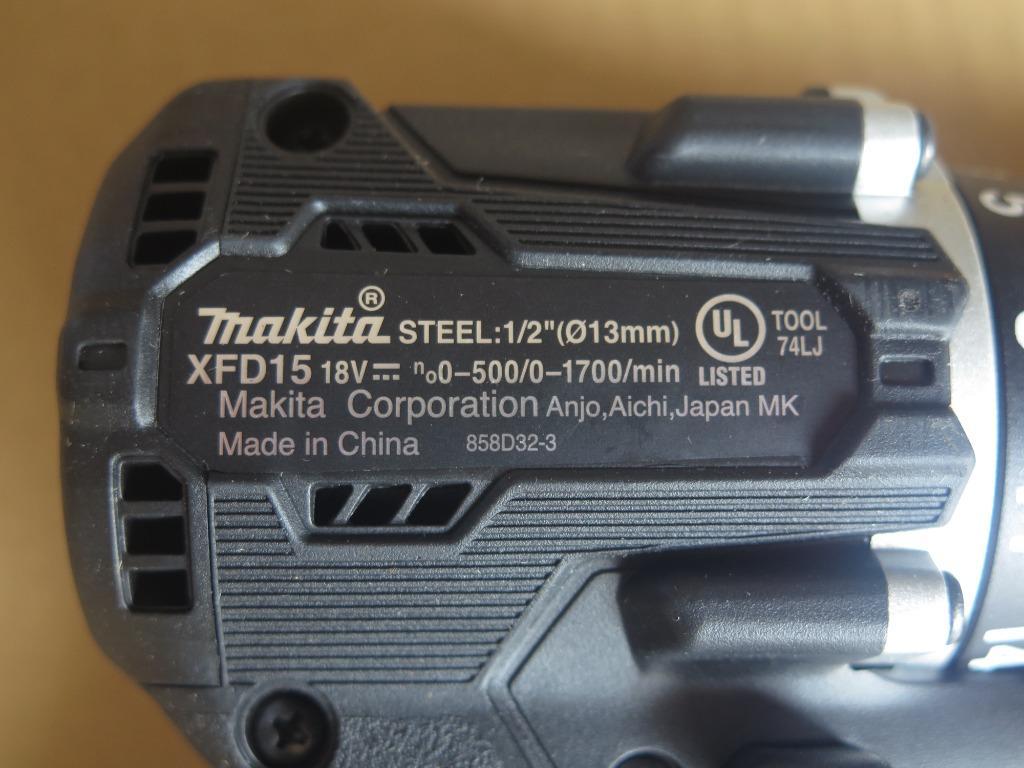 Makita® STEEL:1/2"(Ø13mm)
XFD15 18V⎓ n₀0–500/0–1700/min
Makita Corporation Anjo,Aichi,Japan MK
Made in China 858D32-3
UL
LISTED
TOOL
74LJ